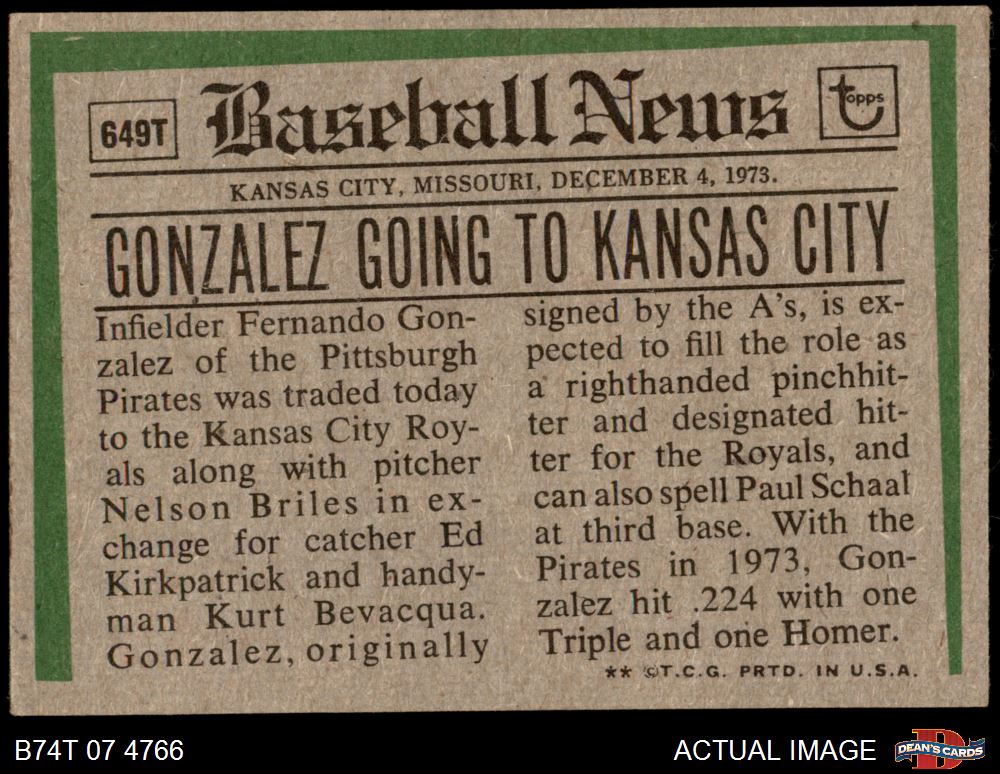 649T
Baseball News
topps
KANSAS CITY, MISSOURI, DECEMBER 4, 1973.
GONZALEZ GOING TO KANSAS CITY
Infielder Fernando Gon-
zalez of the Pittsburgh
Pirates was traded today
to the Kansas City Roy-
als along with pitcher
Nelson Briles in ex-
change for catcher Ed
Kirkpatrick and handy-
man Kurt Bevacqua.
Gonzalez, originally
signed by the A's, is ex-
pected to fill the role as
a righthanded pinchhit-
ter and designated hit-
ter for the Royals, and
can also spell Paul Schaal
at third base. With the
Pirates in 1973, Gon-
zalez hit .224 with one
Triple and one Homer.
** ©T.C.G. PRTD. IN U.S.A.
B74T 07 4766
ACTUAL IMAGE
D
DEAN'S CARDS